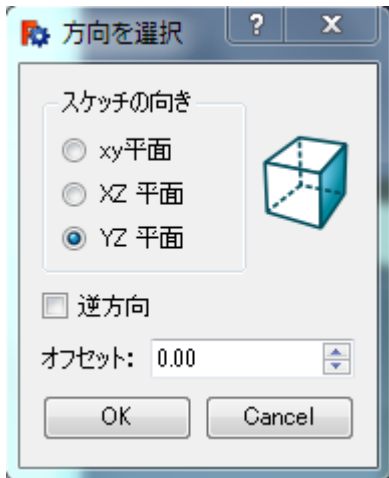 方向を選択
スケッチの向き
xy平面
XZ 平面
YZ 平面
逆方向
オフセット: 0.00
OK Cancel